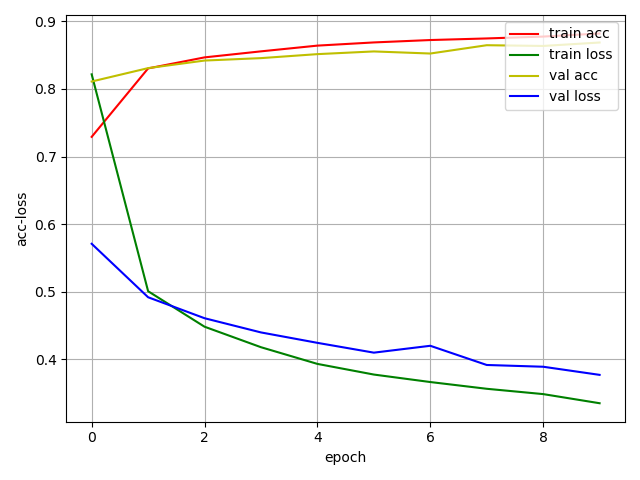 0.9
0.8
0.7
0.6
0.5
0.4
acc-loss
0
2
4
6
8
epoch
train acc
train loss
val acc
val loss